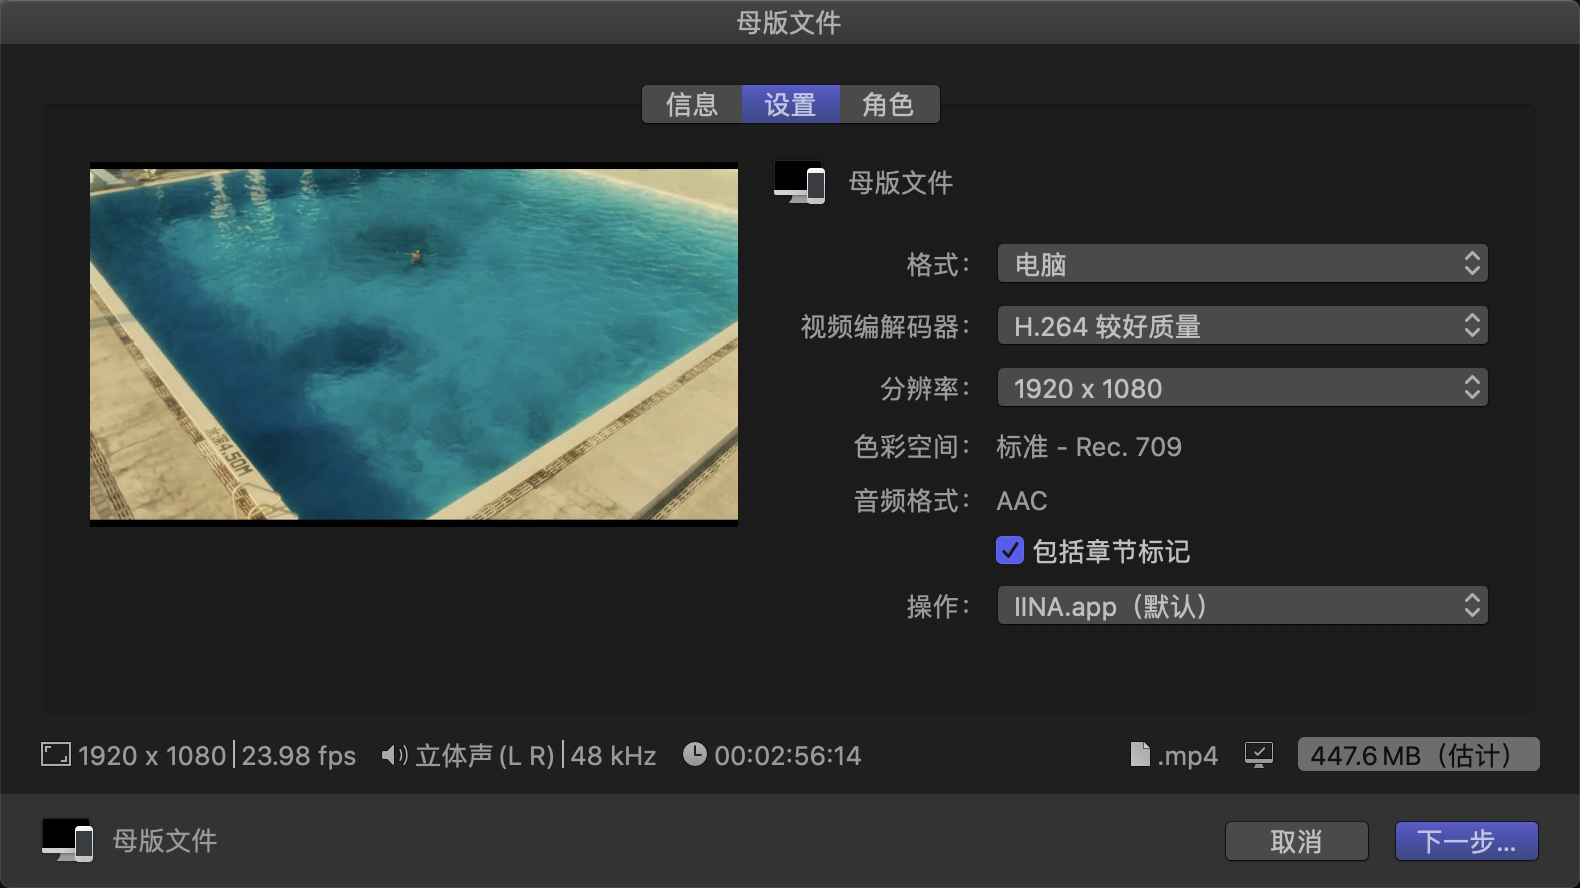 母版文件
信息 设置 角色
母版文件
格式： 电脑
视频编解码器： H.264 较好质量
分辨率： 1920 x 1080
色彩空间： 标准 - Rec. 709
音频格式： AAC
包括章节标记
操作： IINA.app（默认）
水深4.50M
1920 x 1080 | 23.98 fps 立体声 (L R) | 48 kHz 00:02:56:14 .mp4 447.6 MB（估计）
母版文件 取消 下一步...